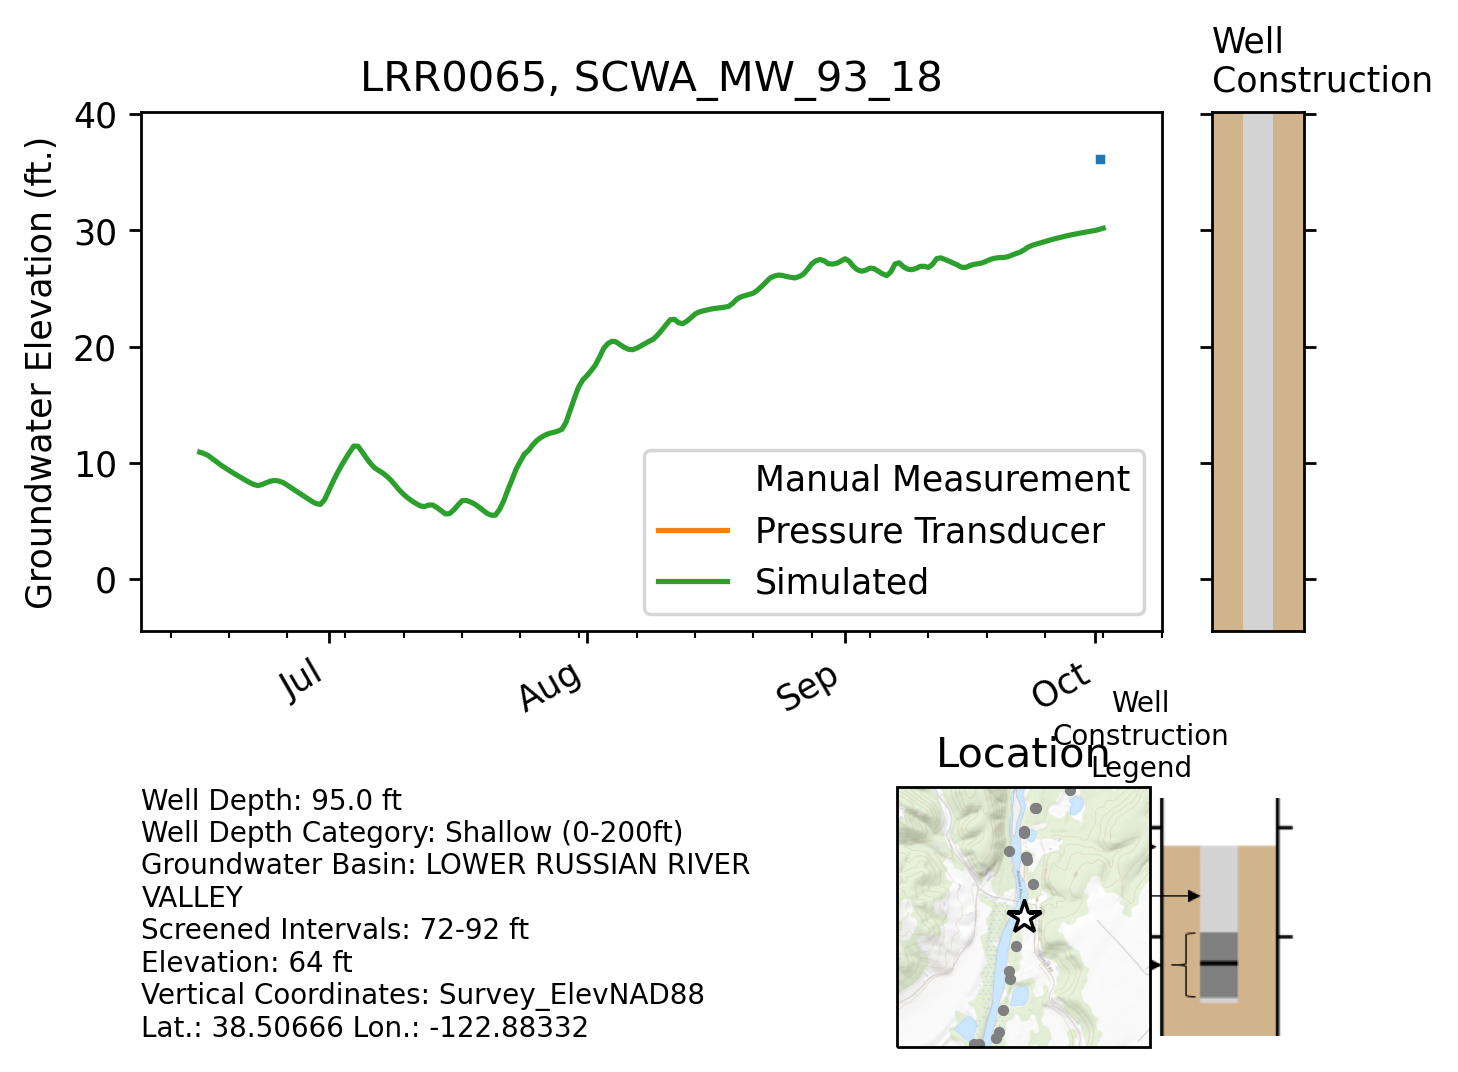 Well
Construction
LRR0065, SCWA_MW_93_18
Groundwater Elevation (ft.)
40
30
20
10
0
Manual Measurement
Pressure Transducer
Simulated
Jul
Aug
Sep
Oct
Well
Construction
Legend
Location
Well Depth: 95.0 ft
Well Depth Category: Shallow (0-200ft)
Groundwater Basin: LOWER RUSSIAN RIVER
VALLEY
Screened Intervals: 72-92 ft
Elevation: 64 ft
Vertical Coordinates: Survey_ElevNAD88
Lat.: 38.50666 Lon.: -122.88332